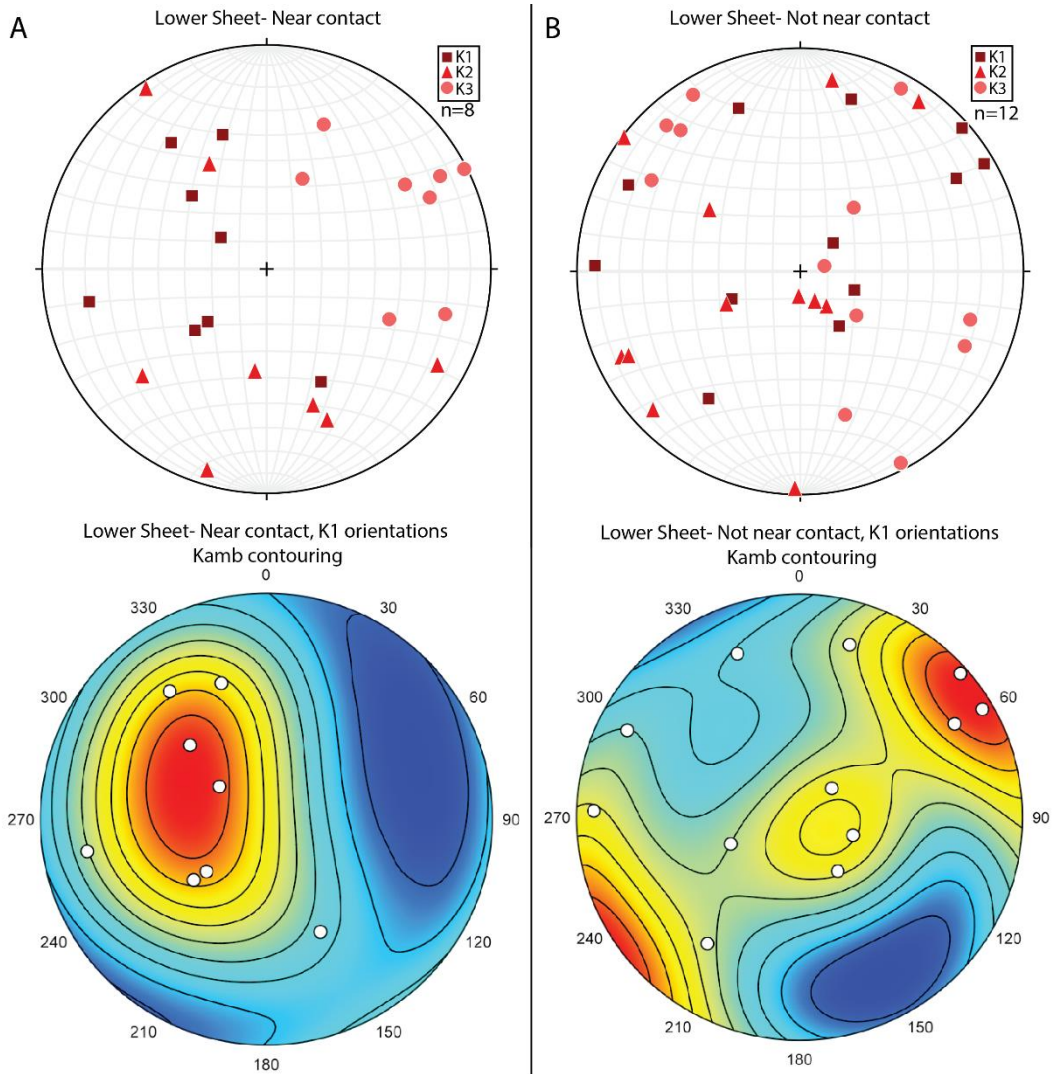 A
Lower Sheet- Near contact
K1
K2
K3
n=8
Lower Sheet- Near contact, K1 orientations
Kamb contouring
0
30
60
90
120
150
180
210
240
270
300
330
B
Lower Sheet- Not near contact
K1
K2
K3
n=12
Lower Sheet- Not near contact, K1 orientations
Kamb contouring
0
30
60
90
120
150
180
210
240
270
300
330